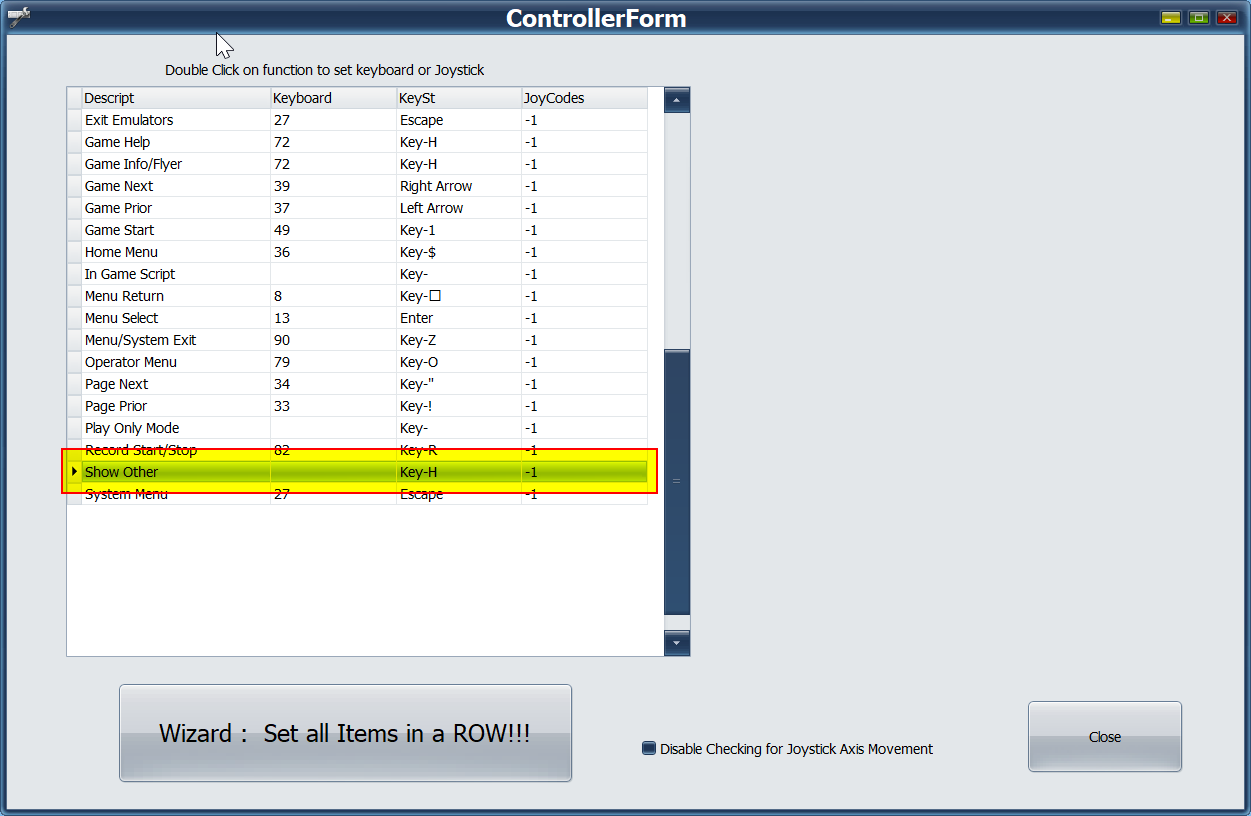 ControllerForm
Double Click on function to set keyboard or Joystick
Descript Keyboard KeySt JoyCodes
Exit Emulators 27 Escape -1
Game Help 72 Key-H -1
Game Info/Flyer 72 Key-H -1
Game Next 39 Right Arrow -1
Game Prior 37 Left Arrow -1
Game Start 49 Key-1 -1
Home Menu 36 Key-$ -1
In Game Script Key- -1
Menu Return 8 Key-□ -1
Menu Select 13 Enter -1
Menu/System Exit 90 Key-Z -1
Operator Menu 79 Key-O -1
Page Next 34 Key-" -1
Page Prior 33 Key-! -1
Play Only Mode Key- -1
Record Start/Stop 82 Key-R -1
Show Other Key-H -1
System Menu 27 Escape -1
Wizard : Set all Items in a ROW!!!
Disable Checking for Joystick Axis Movement
Close